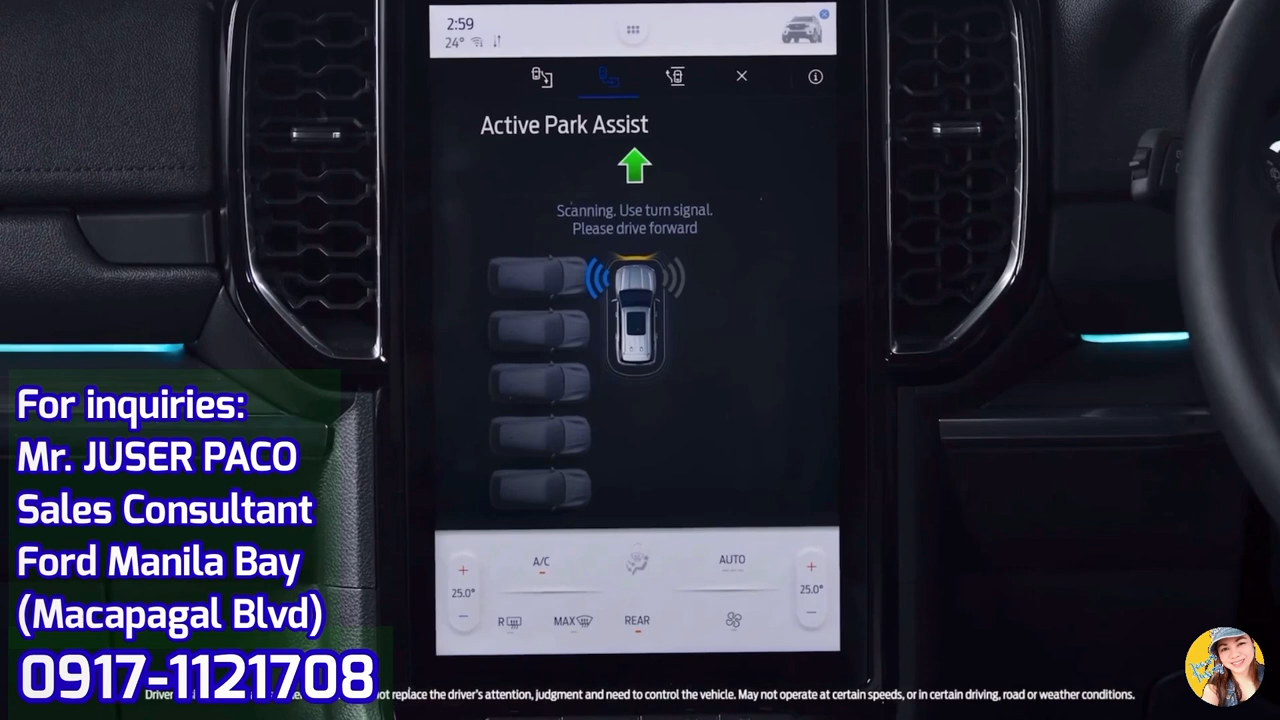 2:59
24°
Active Park Assist
Scanning. Use turn signal.
Please drive forward
A/C
AUTO
25.0°
25.0°
R
MAX
REAR
For inquiries:
Mr. JUSER PACO
Sales Consultant
Ford Manila Bay
(Macapagal Blvd)
0917-1121708
Driver
not replace the driver's attention, judgment and need to control the vehicle. May not operate at certain speeds, or in certain driving, road or weather conditions.